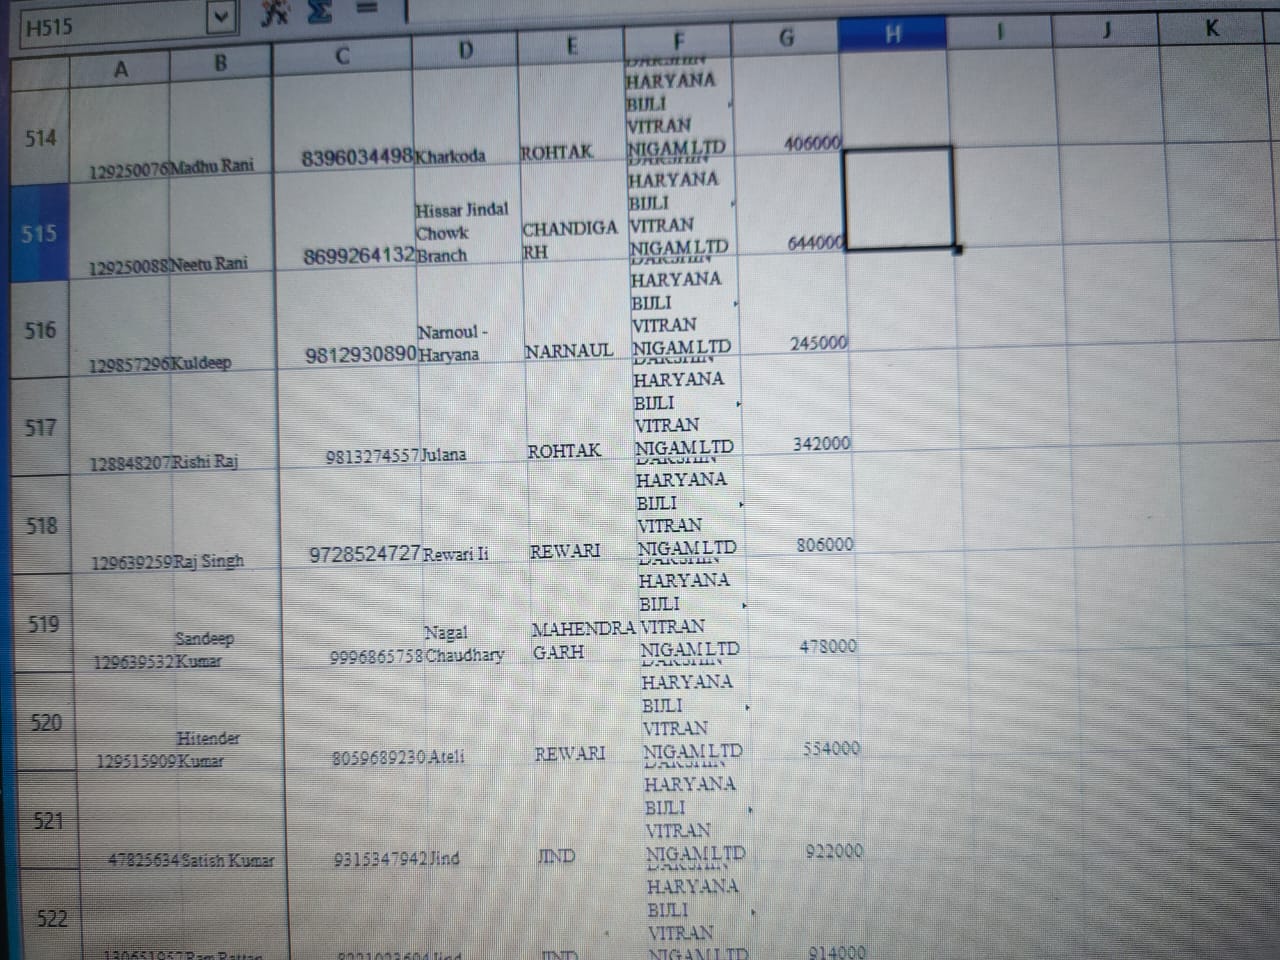 H515
A B C D E F G H I J K
514 129250076 Madhu Rani 8396034498 Kharkoda ROHTAK DAKSHIN
HARYANA
BIJLI
VITRAN
NIGAM LTD 406000
515 129250088 Neetu Rani 8699264132 Hissar Jindal
Chowk
Branch CHANDIGA
RH DAKSHIN
HARYANA
BIJLI
VITRAN
NIGAM LTD 644000
516 129857296 Kuldeep 9812930890 Narnoul -
Haryana NARNAUL DAKSHIN
HARYANA
BIJLI
VITRAN
NIGAM LTD 245000
517 128848207 Rishi Raj 9813274557 Julana ROHTAK DAKSHIN
HARYANA
BIJLI
VITRAN
NIGAM LTD 342000
518 129639259 Raj Singh 9728524727 Rewari Ii REWARI DAKSHIN
HARYANA
BIJLI
VITRAN
NIGAM LTD 806000
519 129639532 Sandeep
Kumar 9996865758 Nagal
Chaudhary MAHENDRA
GARH DAKSHIN
HARYANA
BIJLI
VITRAN
NIGAM LTD 478000
520 129515909 Hitender
Kumar 8059689230 Ateli REWARI DAKSHIN
HARYANA
BIJLI
VITRAN
NIGAM LTD 554000
521 47825634 Satish Kumar 9315347942 Jind JIND DAKSHIN
HARYANA
BIJLI
VITRAN
NIGAM LTD 922000
522 Ram Rattan Jind JIND DAKSHIN
HARYANA
BIJLI
VITRAN
NIGAM LTD 914000